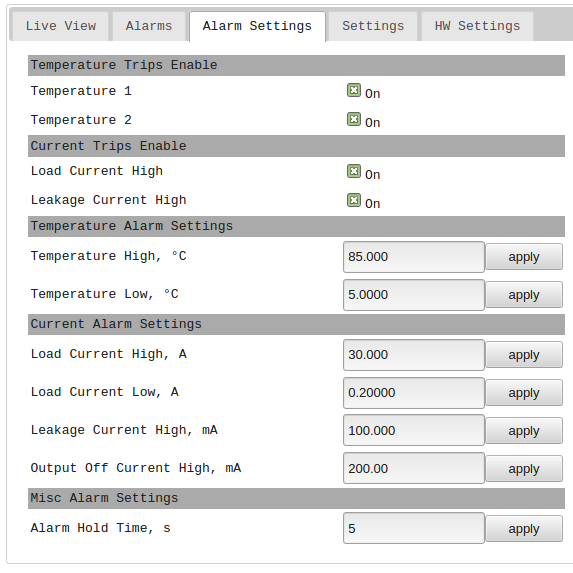 Live View Alarms Alarm Settings Settings HW Settings
Temperature Trips Enable
Temperature 1 On
Temperature 2 On
Current Trips Enable
Load Current High On
Leakage Current High On
Temperature Alarm Settings
Temperature High, °C 85.000 apply
Temperature Low, °C 5.0000 apply
Current Alarm Settings
Load Current High, A 30.000 apply
Load Current Low, A 0.20000 apply
Leakage Current High, mA 100.000 apply
Output Off Current High, mA 200.00 apply
Misc Alarm Settings
Alarm Hold Time, s 5 apply